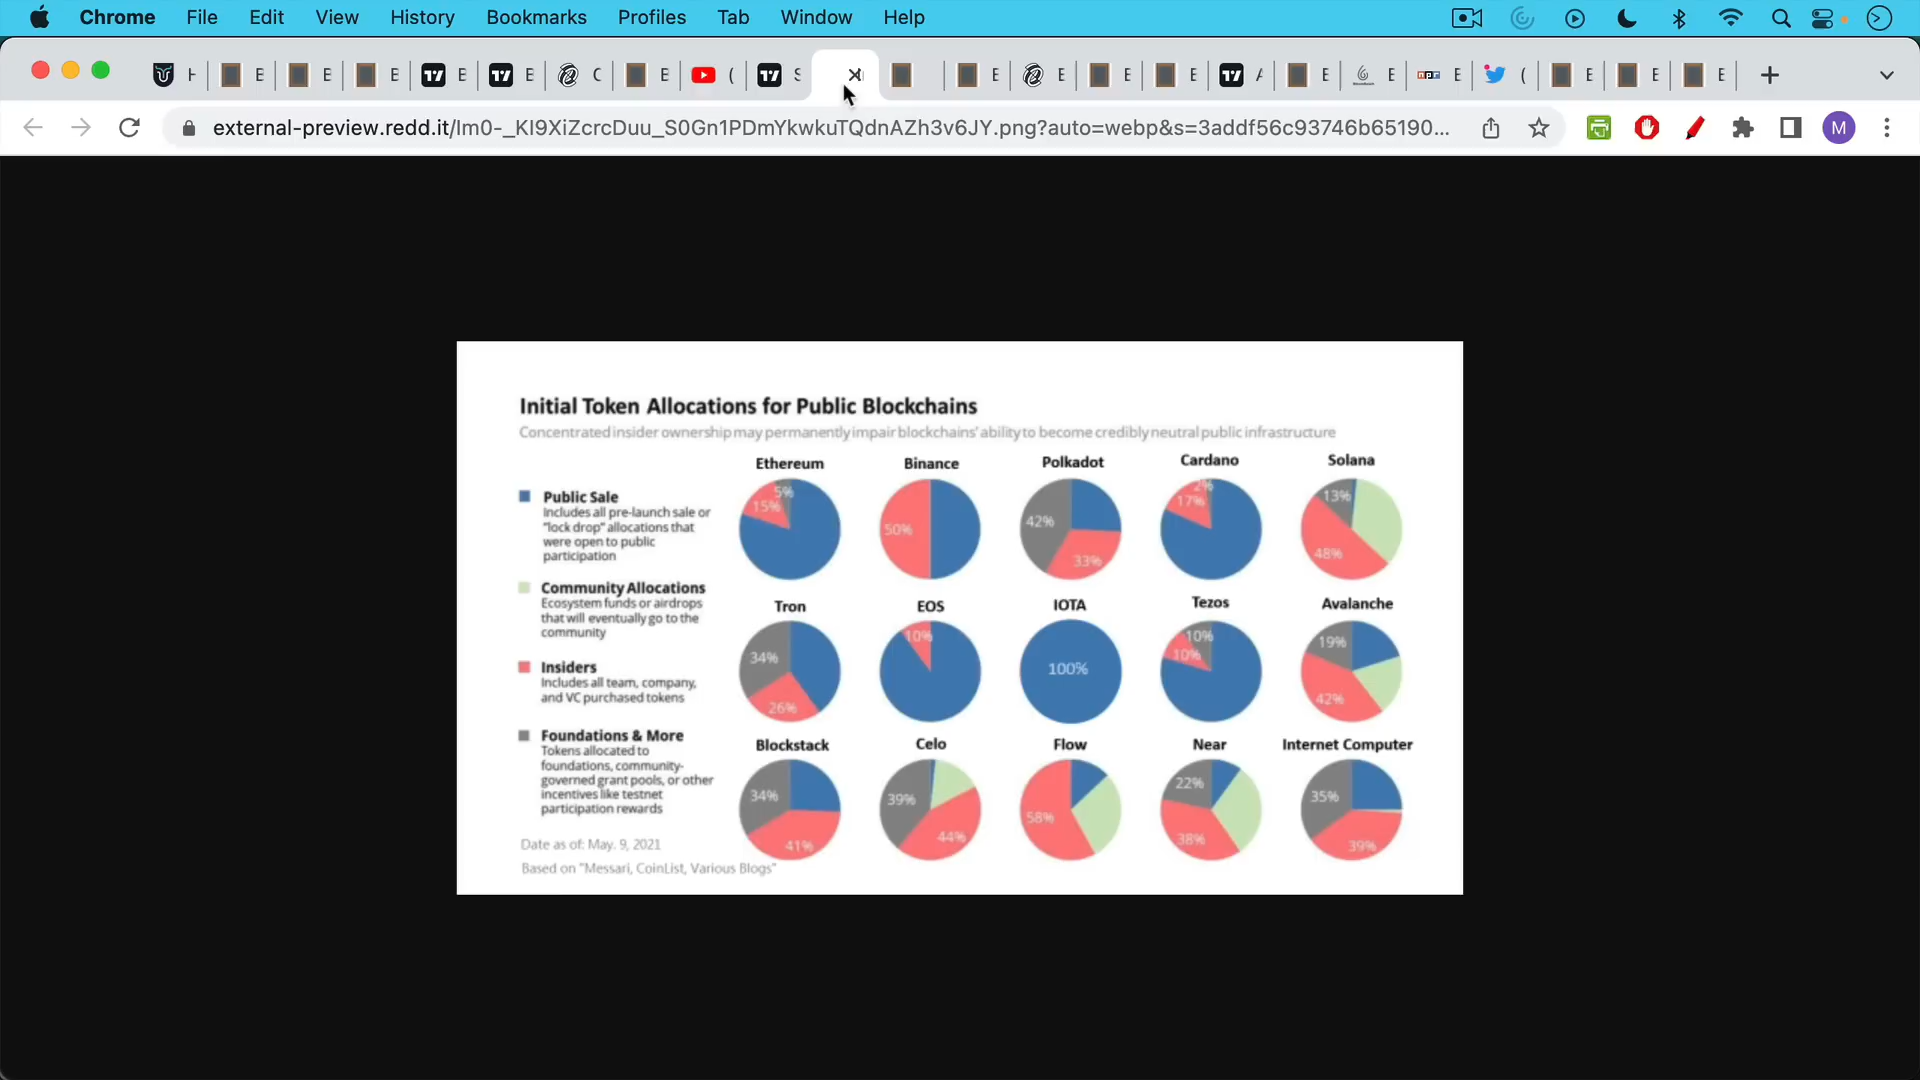 Chrome File Edit View History Bookmarks Profiles Tab Window Help
H E E E E E C E ( S E E E E A E E E ( E E E
external-preview.redd.it/Im0-_KI9XiZcrcDuu_S0Gn1PDmYkwkuTQdnAZh3v6JY.png?auto=webp&s=3addf56c93746b65190...
M
Initial Token Allocations for Public Blockchains
Concentrated insider ownership may permanently impair blockchains' ability to become credibly neutral public infrastructure
Public Sale
Includes all pre-launch sale or
"lock drop" allocations that
were open to public
participation
Community Allocations
Ecosystem funds or airdrops
that will eventually go to the
community
Insiders
Includes all team, company,
and VC purchased tokens
Foundations & More
Tokens allocated to
foundations, community-
governed grant pools, or other
incentives like testnet
participation rewards
Date as of: May. 9, 2021
Based on "Messari, CoinList, Various Blogs"
Ethereum Binance Polkadot Cardano Solana
5% 15%
50%
42% 33%
2% 17%
13% 48%
Tron EOS IOTA Tezos Avalanche
34% 26%
10%
100%
10% 10%
19% 42%
Blockstack Celo Flow Near Internet Computer
34% 41%
39% 44%
58%
22% 38%
35% 39%